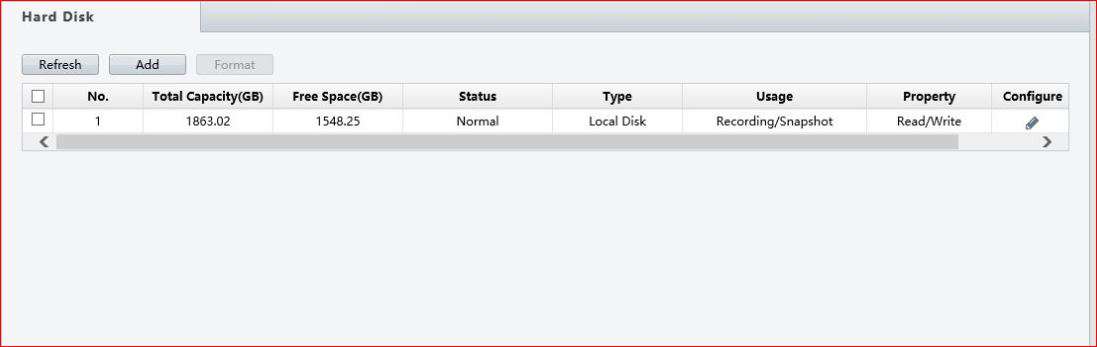 Hard Disk
Refresh Add Format
No. Total Capacity(GB) Free Space(GB) Status Type Usage Property Configure
1 1863.02 1548.25 Normal Local Disk Recording/Snapshot Read/Write